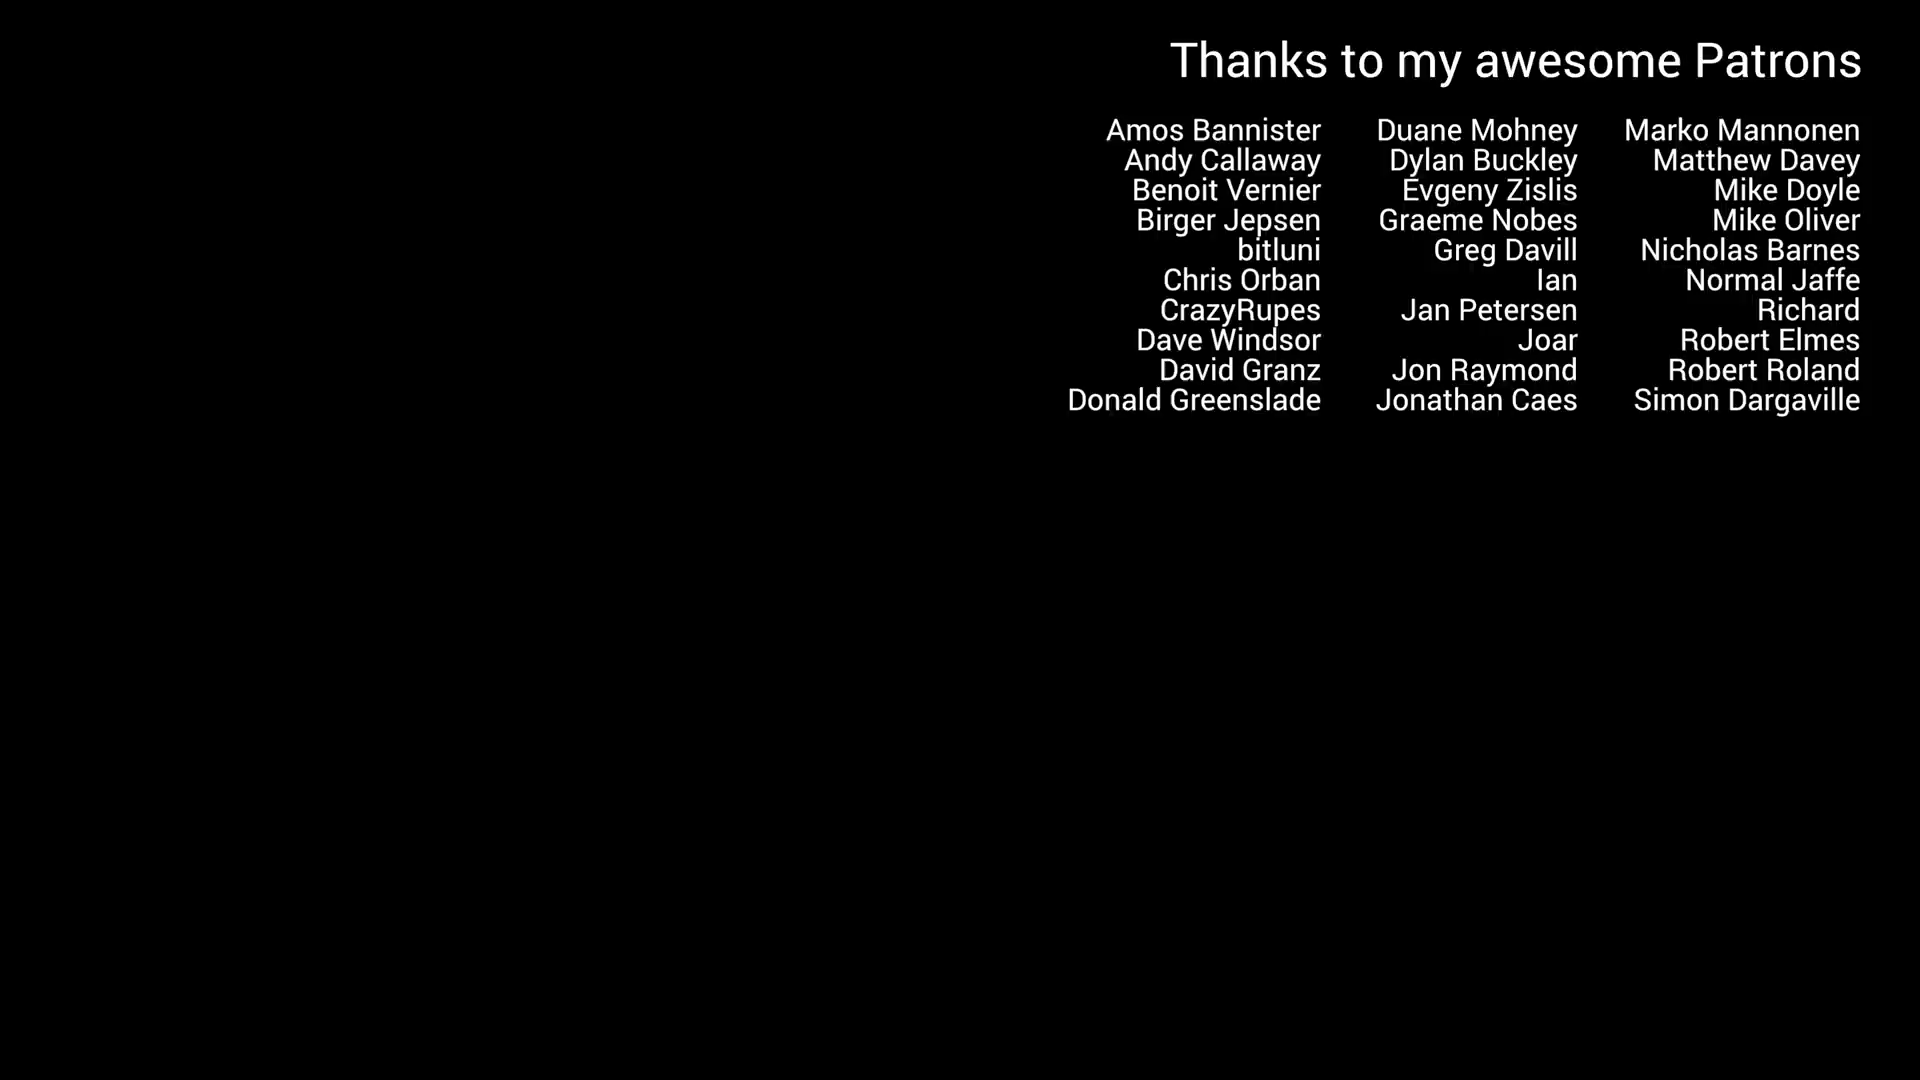 Thanks to my awesome Patrons
Amos Bannister Duane Mohney Marko Mannonen
Andy Callaway Dylan Buckley Matthew Davey
Benoit Vernier Evgeny Zislis Mike Doyle
Birger Jepsen Graeme Nobes Mike Oliver
bitluni Greg Davill Nicholas Barnes
Chris Orban Ian Normal Jaffe
CrazyRupes Jan Petersen Richard
Dave Windsor Joar Robert Elmes
David Granz Jon Raymond Robert Roland
Donald Greenslade Jonathan Caes Simon Dargaville